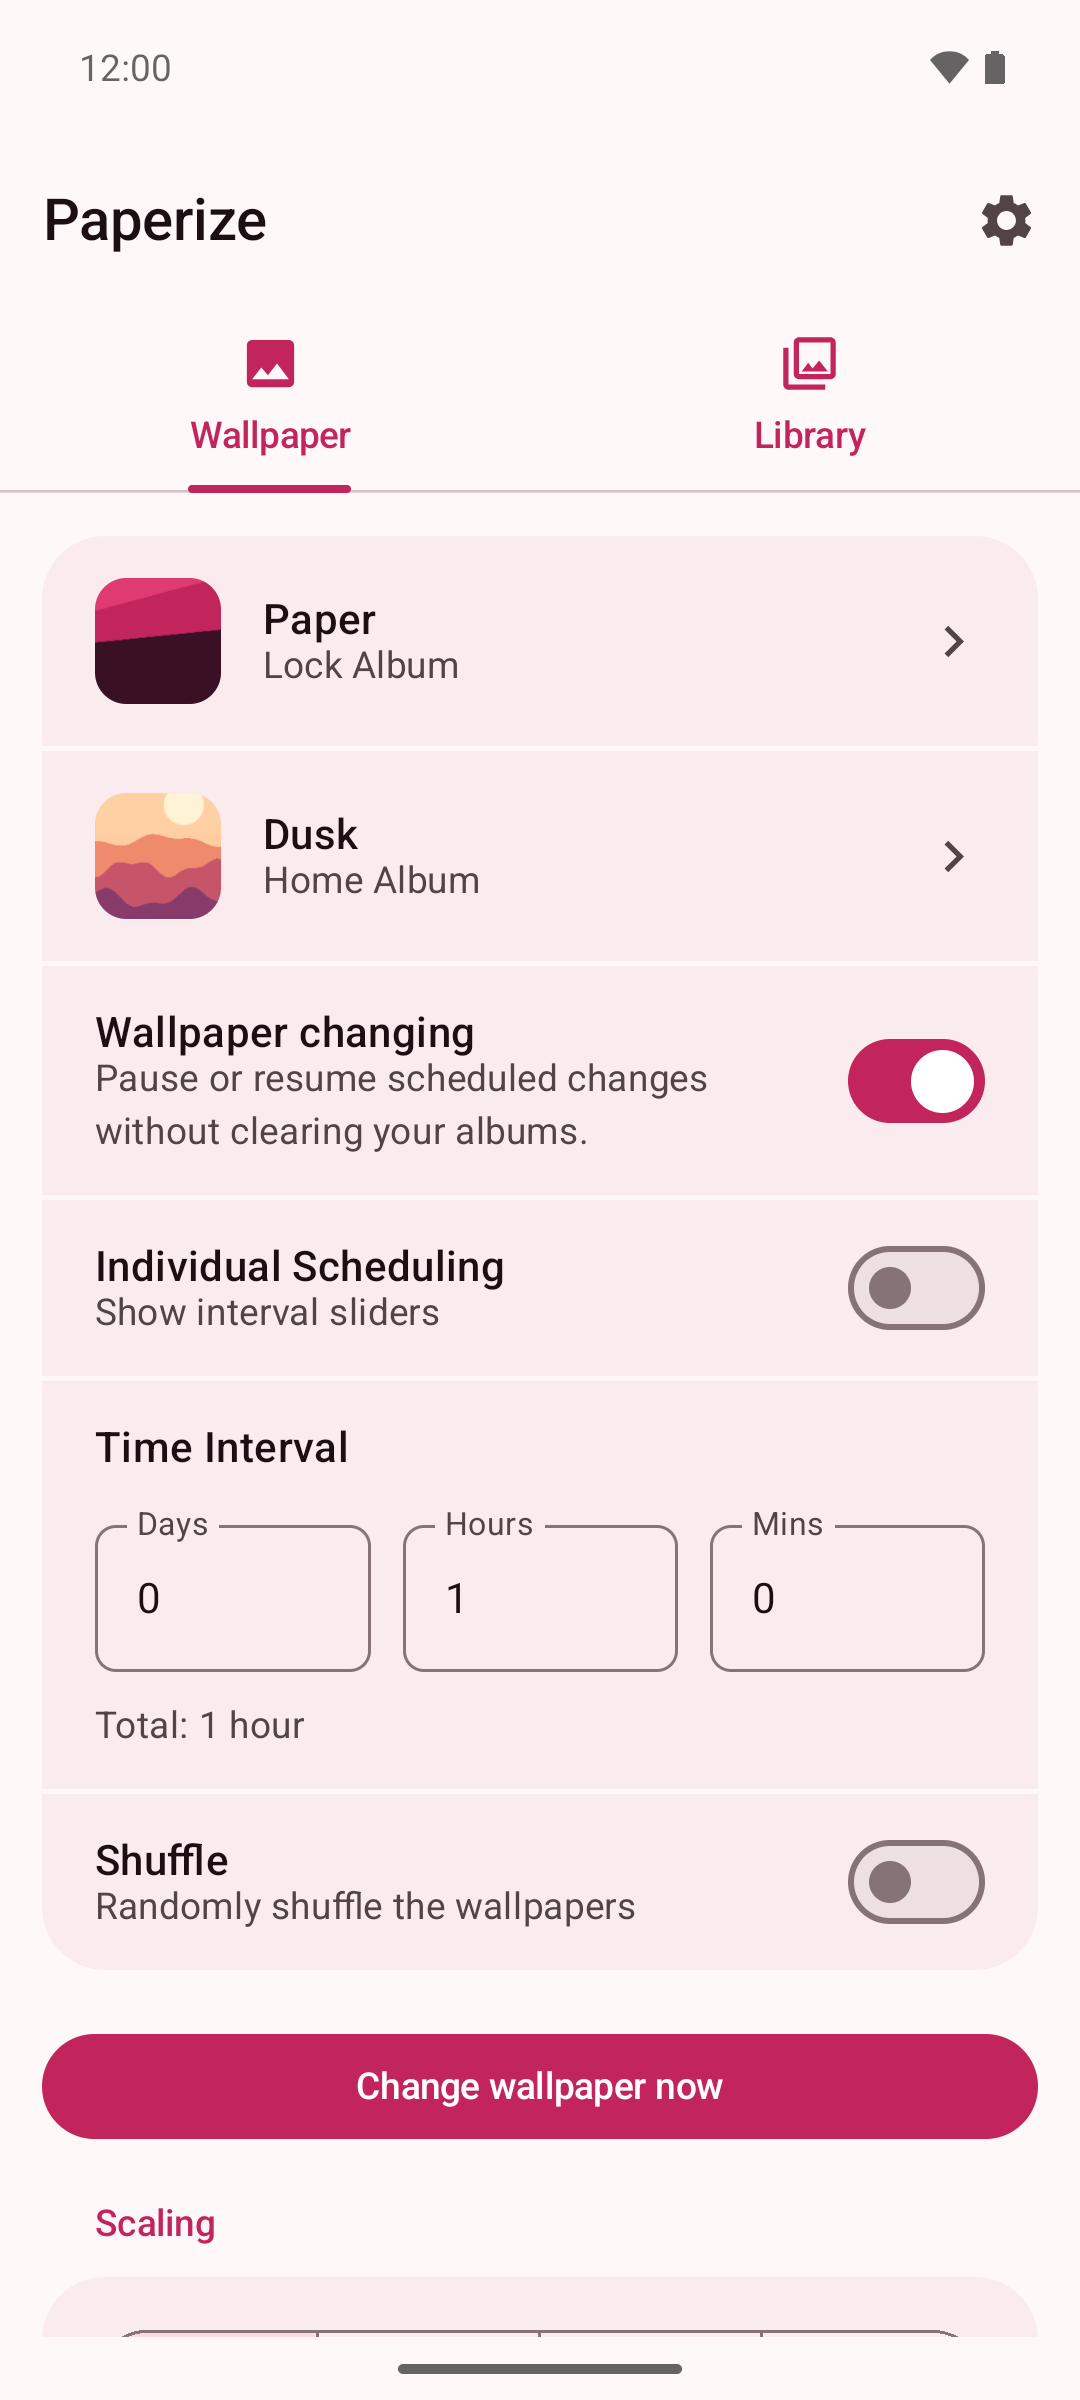 12:00
Paperize
Wallpaper
Library
Paper
Lock Album
Dusk
Home Album
Wallpaper changing
Pause or resume scheduled changes
without clearing your albums.
Individual Scheduling
Show interval sliders
Time Interval
Days
Hours
Mins
0
1
0
Total: 1 hour
Shuffle
Randomly shuffle the wallpapers
Change wallpaper now
Scaling